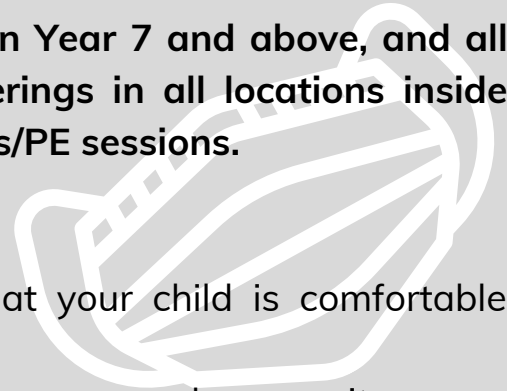 n Year 7 and above, and all
erings in all locations inside
s/PE sessions.
at your child is comfortable